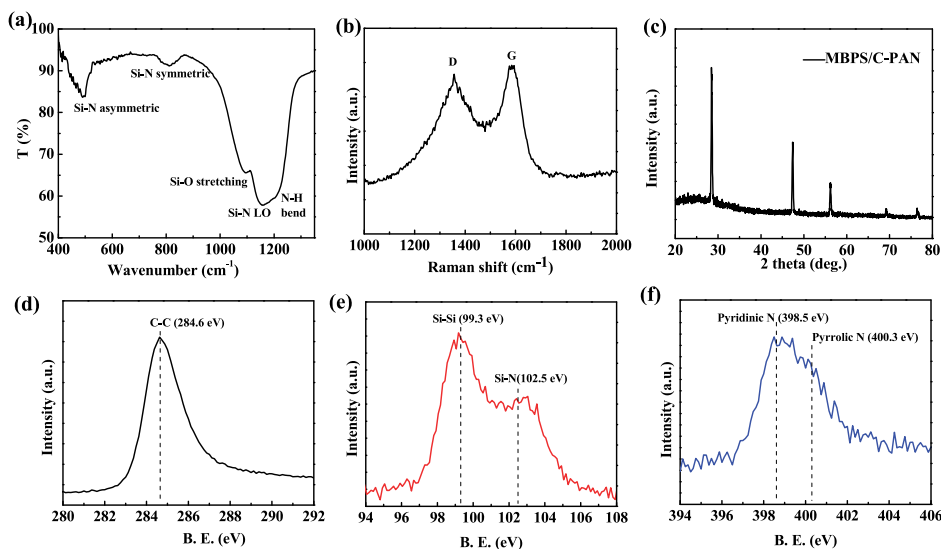 (a)
100
90
80
70
60
50
T (%)
Si-N symmetric
Si-N asymmetric
Si-O stretching
Si-N LO
N-H
bend
400 600 800 1000 1200
Wavenumber (cm-1)
(b)
D
G
Intensity (a.u.)
1000 1200 1400 1600 1800 2000
Raman shift (cm-1)
(c)
MBPS/C-PAN
Intensity (a.u.)
20 30 40 50 60 70 80
2 theta (deg.)
(d)
C-C (284.6 eV)
Intensity (a.u.)
280 282 284 286 288 290 292
B. E. (eV)
(e)
Si-Si (99.3 eV)
Si-N(102.5 eV)
Intensity (a.u.)
94 96 98 100 102 104 106 108
B. E. (eV)
(f)
Pyridinic N (398.5 eV)
Pyrrolic N (400.3 eV)
Intensity (a.u.)
394 396 398 400 402 404 406
B. E. (eV)